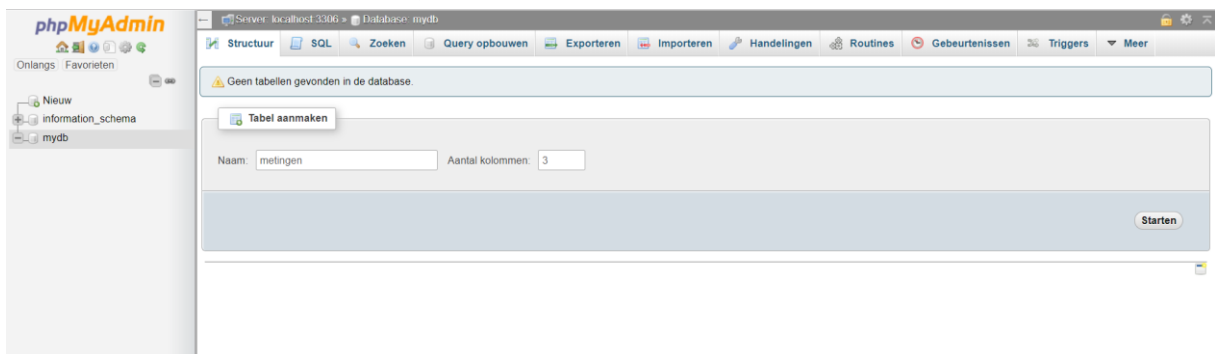 phpMyAdmin
Onlangs Favorieten
Nieuw
information_schema
mydb
Server: localhost:3306 » Database: mydb
Structuur SQL Zoeken Query opbouwen Exporteren Importeren Handelingen Routines Gebeurtenissen Triggers Meer
Geen tabellen gevonden in de database.
Tabel aanmaken
Naam: metingen Aantal kolommen: 3
Starten